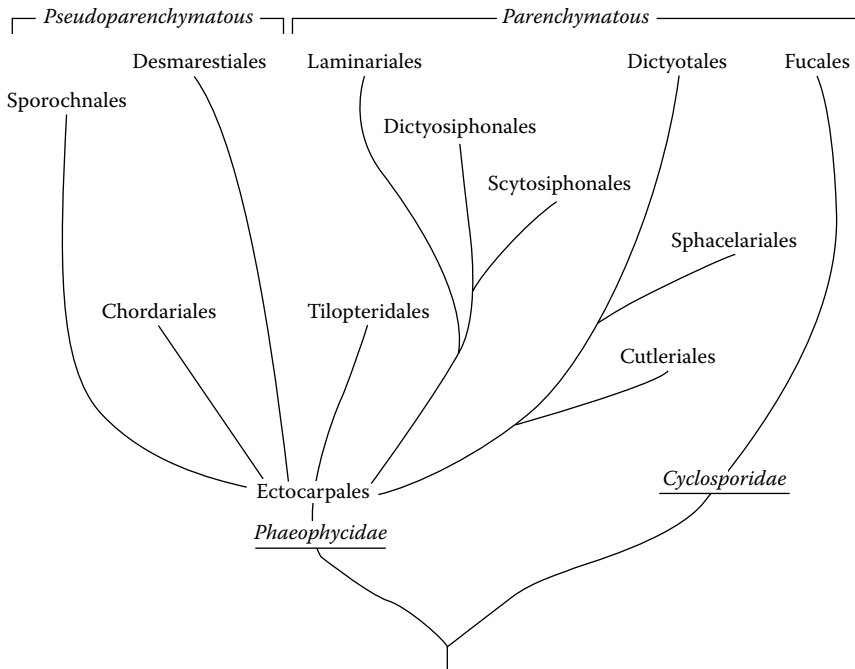 Pseudoparenchymatous
Parenchymatous
Desmarestiales
Laminariales
Dictyotales
Fucales
Sporochnales
Dictyosiphonales
Scytosiphonales
Sphacelariales
Chordariales
Tilopteridales
Cutleriales
Ectocarpales
Cyclosporidae
Phaeophycidae